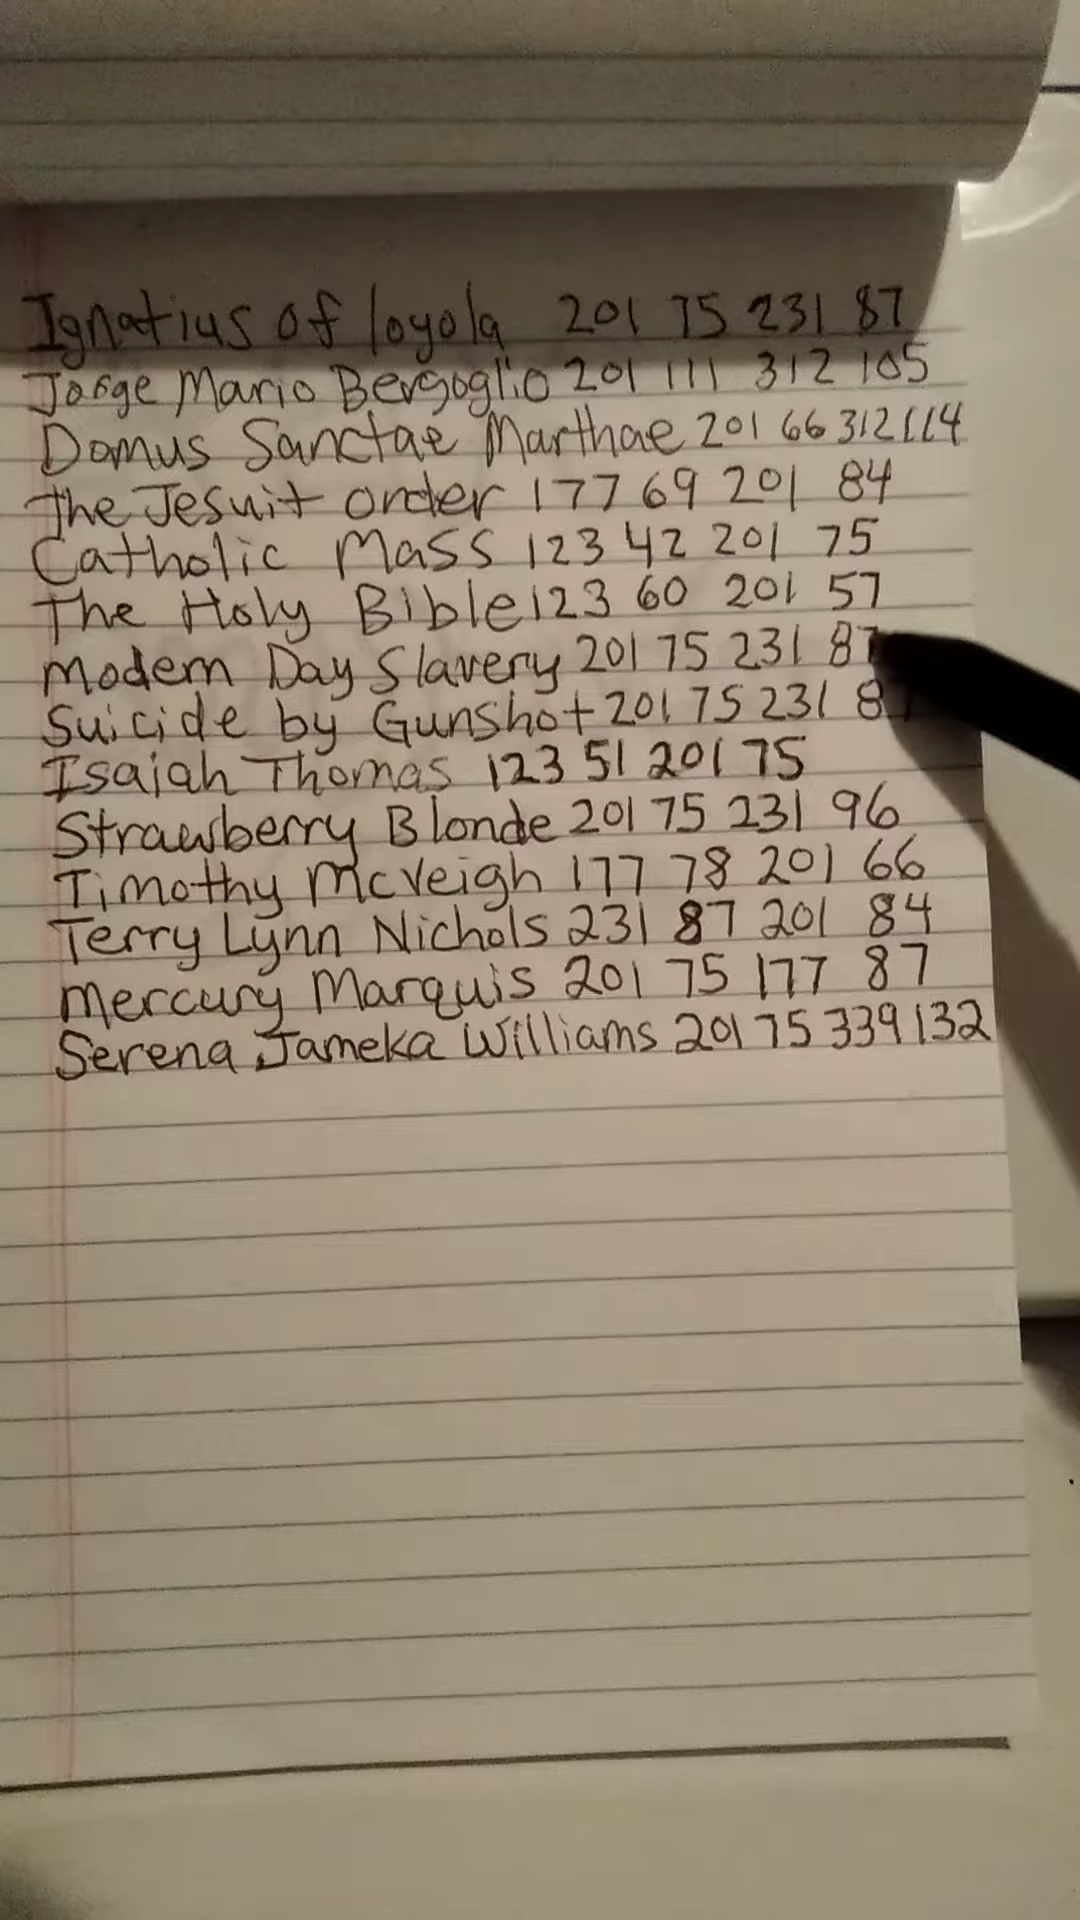 Ignatius of loyola 201 75 231 87
Jorge Mario Bergoglio 201 111 312 105
Domus Sanctae Marthae 201 66 312 114
The Jesuit order 177 69 201 84
Catholic Mass 123 42 201 75
The Holy Bible 123 60 201 57
Modern Day Slavery 201 75 231 87
Suicide by Gunshot 201 75 231
Isaiah Thomas 123 51 201 75
Strawberry Blonde 201 75 231 96
Timothy McVeigh 177 78 201 66
Terry Lynn Nichols 231 87 201 84
Mercury Marquis 201 75 177 87
Serena Jameka Williams 201 75 339 132